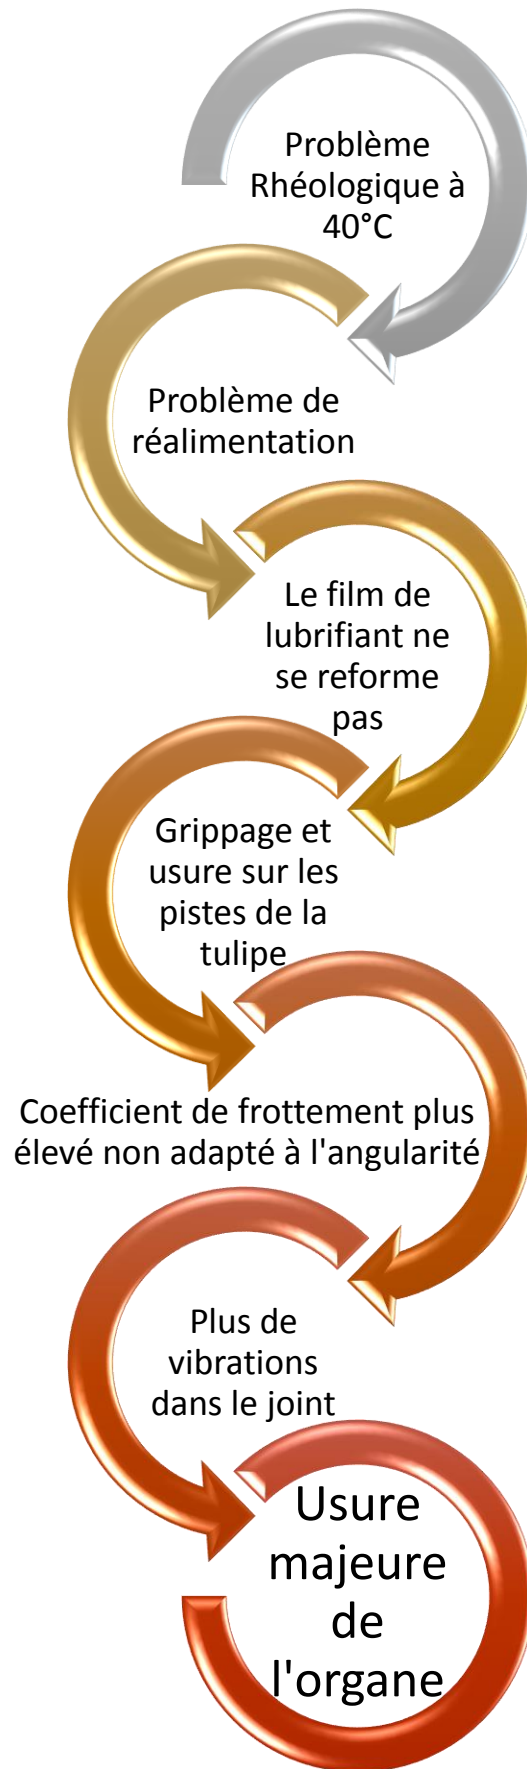 Problème
Rhéologique à
40°C
Problème de
réalimentation
Le film de
lubrifiant ne
se reforme
pas
Grippage et
usure sur les
pistes de la
tulipe
Coefficient de frottement plus
élevé non adapté à l'angularité
Plus de
vibrations
dans le joint
Usure
majeure
de
l'organe